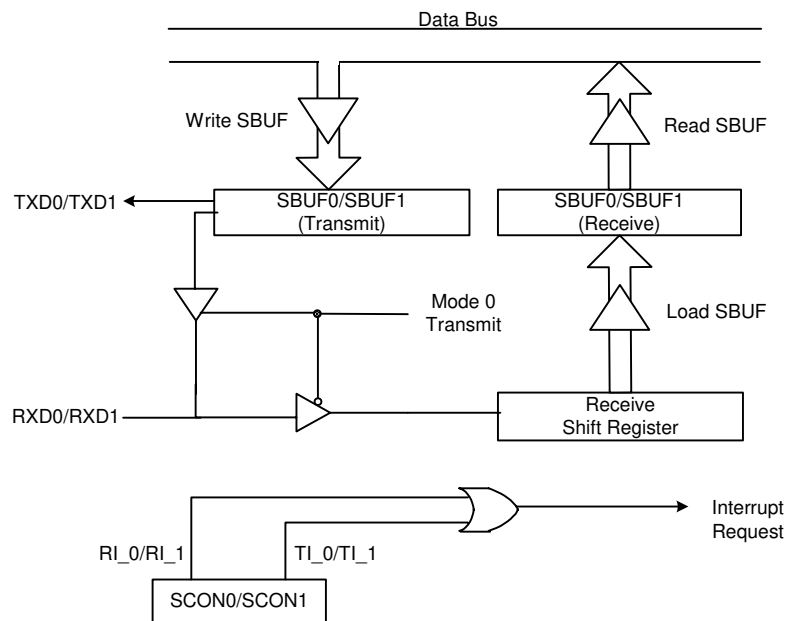 Data Bus
Write SBUF
Read SBUF
TXD0/TXD1
SBUF0/SBUF1
(Transmit)
SBUF0/SBUF1
(Receive)
Mode 0
Transmit
Load SBUF
RXD0/RXD1
Receive
Shift Register
Interrupt
Request
RI_0/RI_1
TI_0/TI_1
SCON0/SCON1